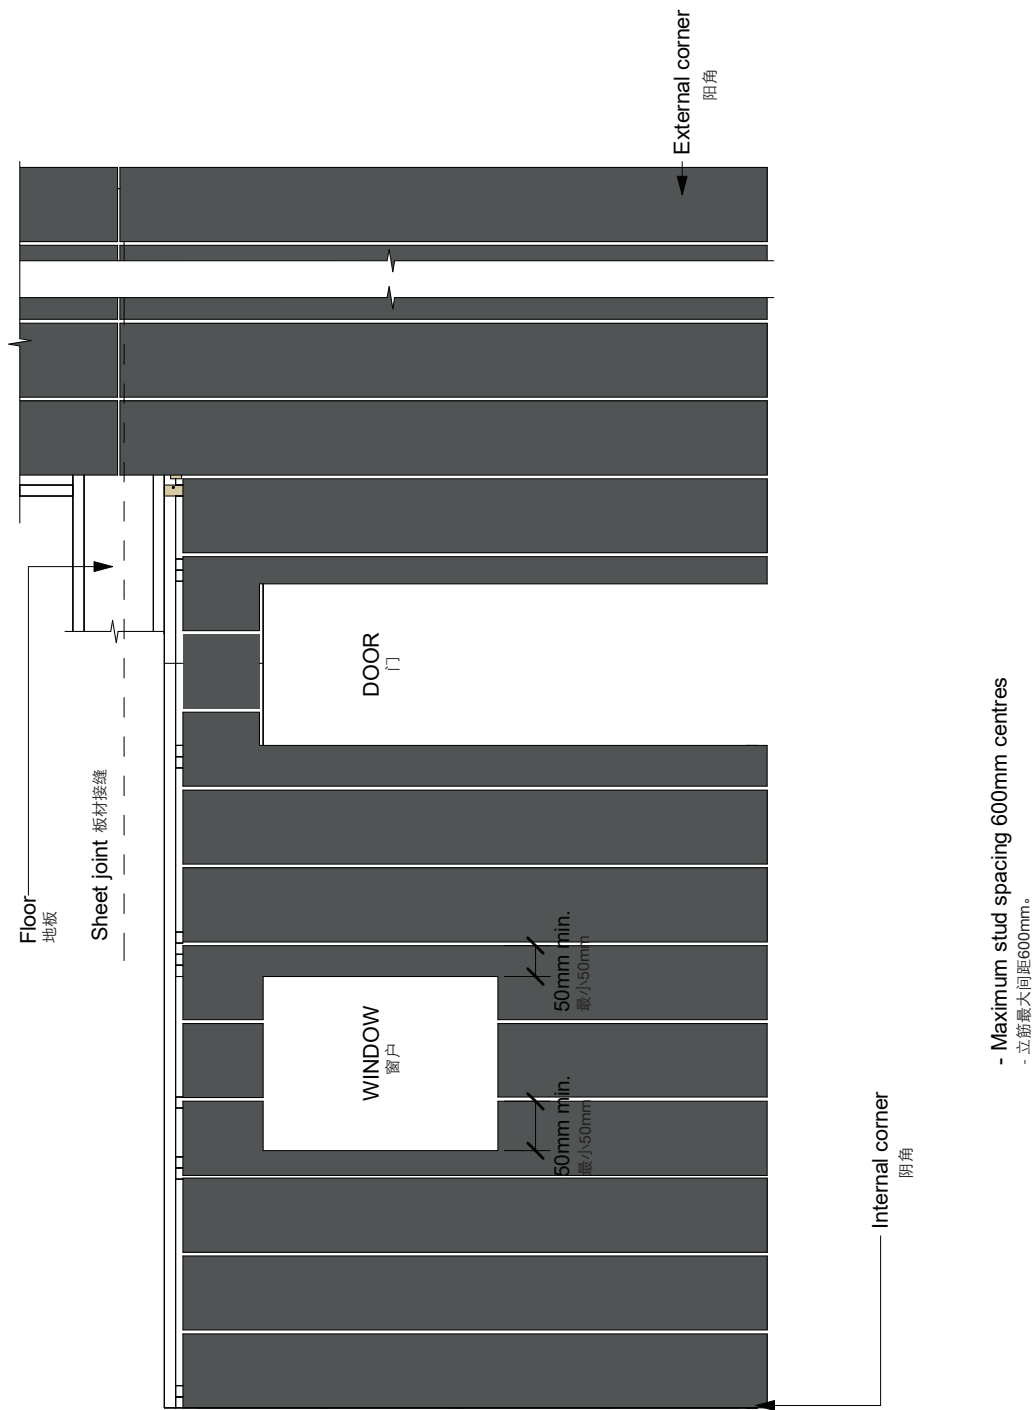 Floor
地板
Sheet joint 板材接缝
External corner
阳角
DOOR
门
WINDOW
窗户
50mm min.
最小50mm
50mm min.
最小50mm
Internal corner
阴角
- Maximum stud spacing 600mm centres
- 立筋最大间距600mm。